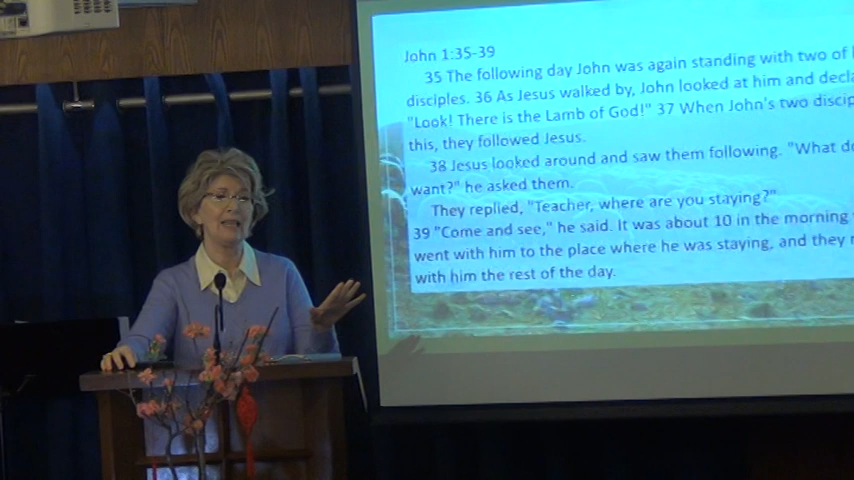 John 1:35-39
35 The following day John was again standing with two of
disciples. 36 As Jesus walked by, John looked at him and
"Look! There is the Lamb of God!" 37 When John's two
this, they followed Jesus.
38 Jesus looked around and saw them following. "What
want?" he asked them.
They replied, "Teacher, where are you staying?"
39 "Come and see," he said. It was about 10 in the morning
went with him to the place where he was staying, and they
with him the rest of the day.